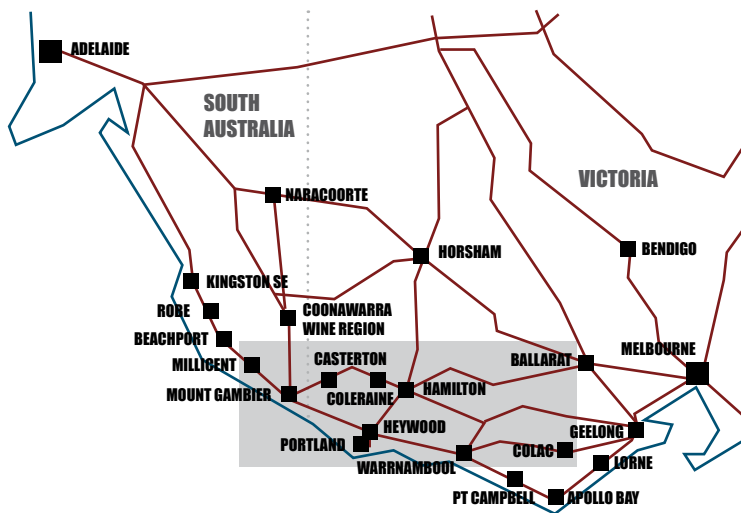 ADELAIDE
SOUTH
AUSTRALIA
VICTORIA
NARACOORTE
HORSHAM
BENDIGO
KINGSTON SE
ROBE
COONAWARRA
WINE REGION
BEACHPORT
MILLICENT
CASTERTON
BALLARAT
MELBOURNE
MOUNT GAMBIER
COLERAINE
HAMILTON
HEYWOOD
GEELONG
PORTLAND
COLAC
WARRNAMBOOL
LORNE
PT CAMPBELL
APOLLO BAY